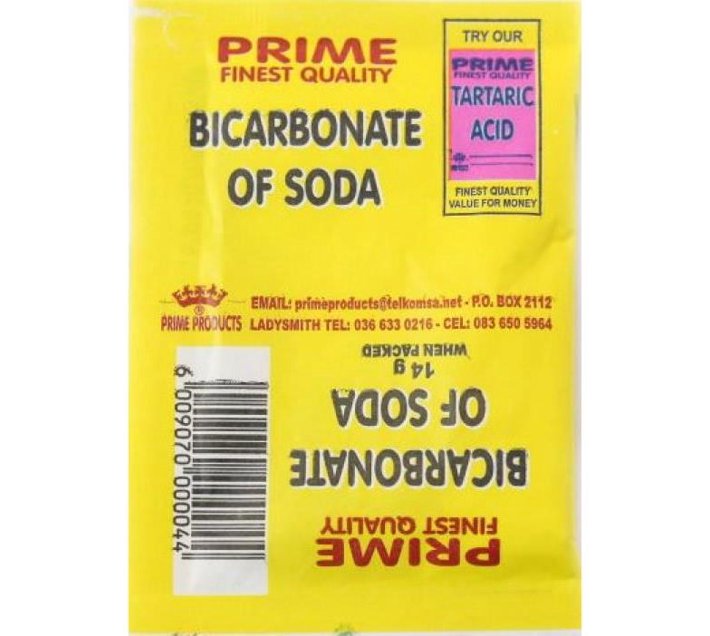 PRIME
FINEST QUALITY
BICARBONATE
OF SODA
TRY OUR
PRIME
FINEST QUALITY
TARTARIC
ACID
FINEST QUALITY
VALUE FOR MONEY
PRIME PRODUCTS
®
EMAIL: primeproducts@telkomsa.net - P.O. BOX 2112
LADYSMITH TEL: 036 633 0216 - CEL: 083 650 5964
PRIME
FINEST QUALITY
BICARBONATE
OF SODA
14 g
WHEN PACKED
6 009070 000044